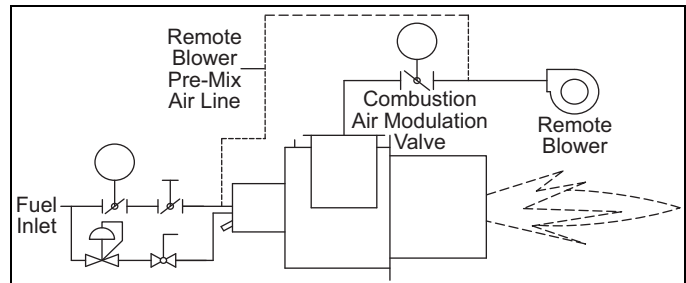 Remote
Blower
Pre-Mix
Air Line
Combustion
Air Modulation
Valve
Remote
Blower
Fuel
Inlet